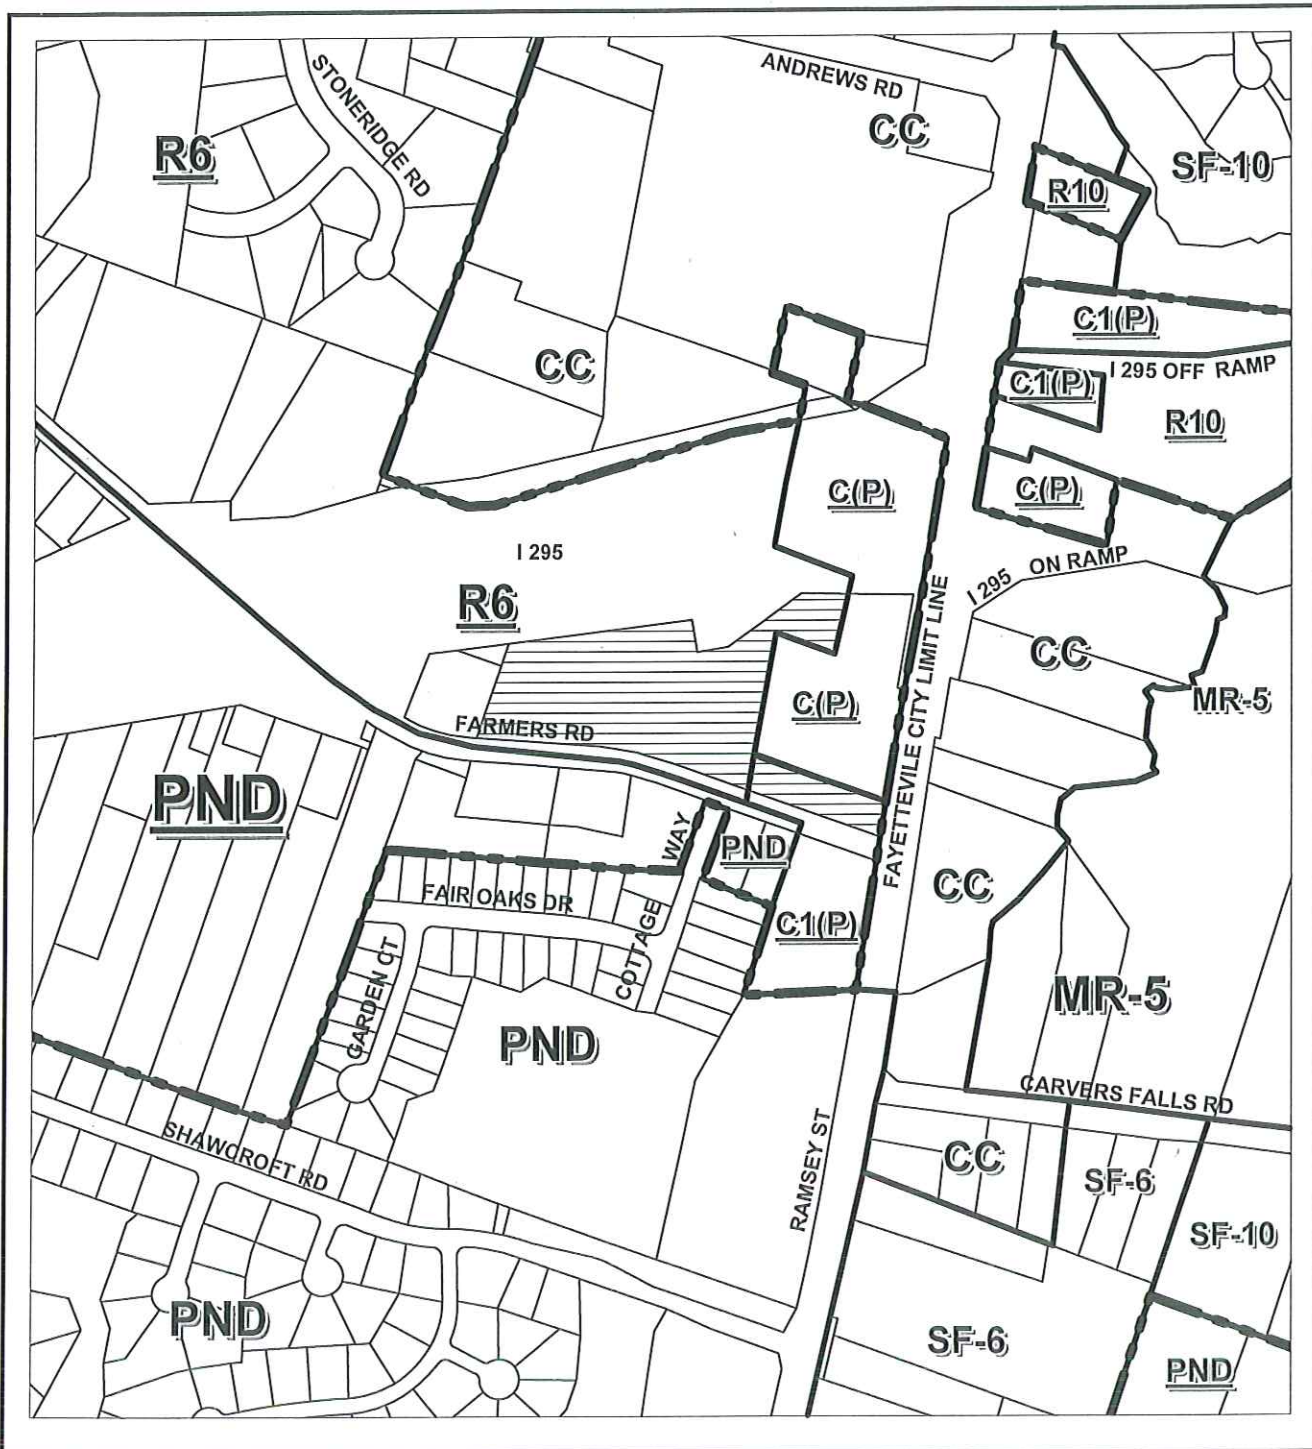 ANDREWS RD
STONERIDGE RD
CC
R6
SF-10
R10
C1(P)
CC
I 295 OFF RAMP
C1(P)
R10
C(P)
C(P)
I 295
I 295 ON RAMP
R6
CC
MR-5
C(P)
FARMERS RD
FAYETTEVILE CITY LIMIT LINE
PND
WAY
PND
CC
FAIR OAKS DR
COTTAGE
C1(P)
GARDEN CT
PND
MR-5
CARVERS FALLS RD
SHAWCROFT RD
RAMSEY ST
CC
SF-6
SF-10
PND
SF-6
PND